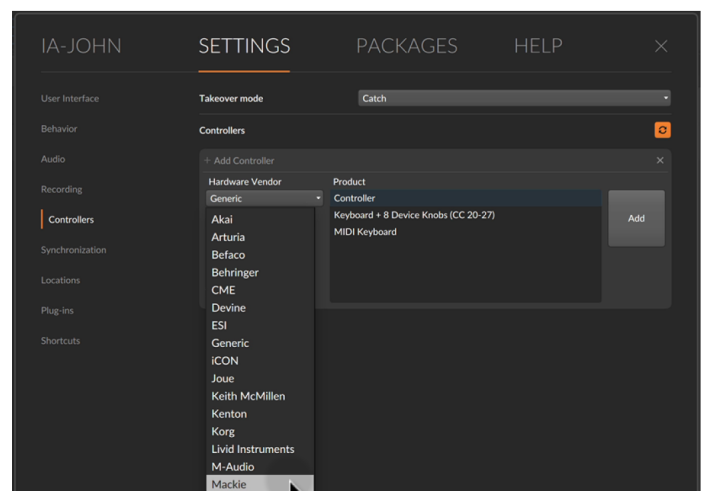 IA-JOHN SETTINGS PACKAGES HELP
User Interface
Behavior
Audio
Recording
Controllers
Synchronization
Locations
Plug-ins
Shortcuts
Takeover mode Catch
Controllers
+ Add Controller
Hardware Vendor
Generic
Akai
Arturia
Befaco
Behringer
CME
Devine
ESI
Generic
iCON
Joue
Keith McMillen
Kenton
Korg
Livid Instruments
M-Audio
Mackie
Product
Controller
Keyboard + 8 Device Knobs (CC 20-27)
MIDI Keyboard
Add